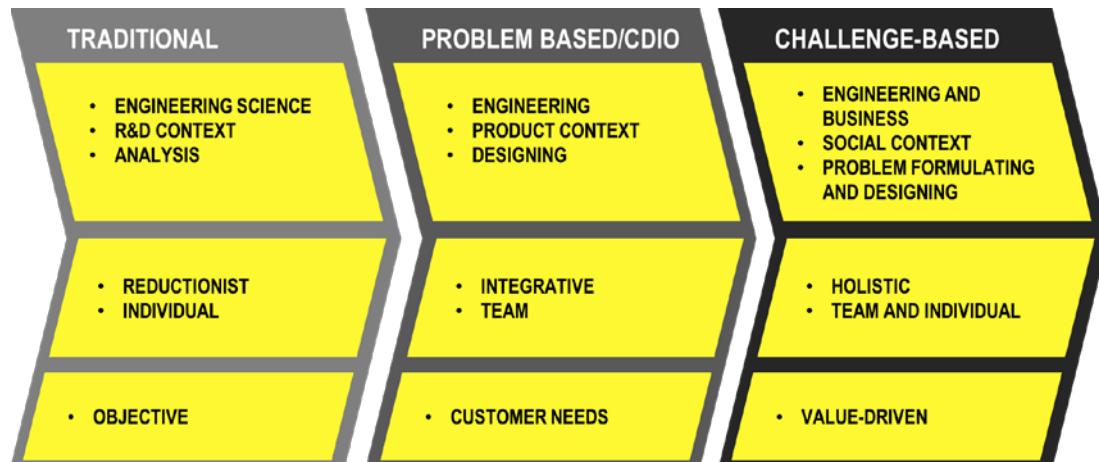 TRADITIONAL
• ENGINEERING SCIENCE
• R&D CONTEXT
• ANALYSIS
• REDUCTIONIST
• INDIVIDUAL
• OBJECTIVE
PROBLEM BASED/CDIO
• ENGINEERING
• PRODUCT CONTEXT
• DESIGNING
• INTEGRATIVE
• TEAM
• CUSTOMER NEEDS
CHALLENGE-BASED
• ENGINEERING AND
BUSINESS
• SOCIAL CONTEXT
• PROBLEM FORMULATING
AND DESIGNING
• HOLISTIC
• TEAM AND INDIVIDUAL
• VALUE-DRIVEN